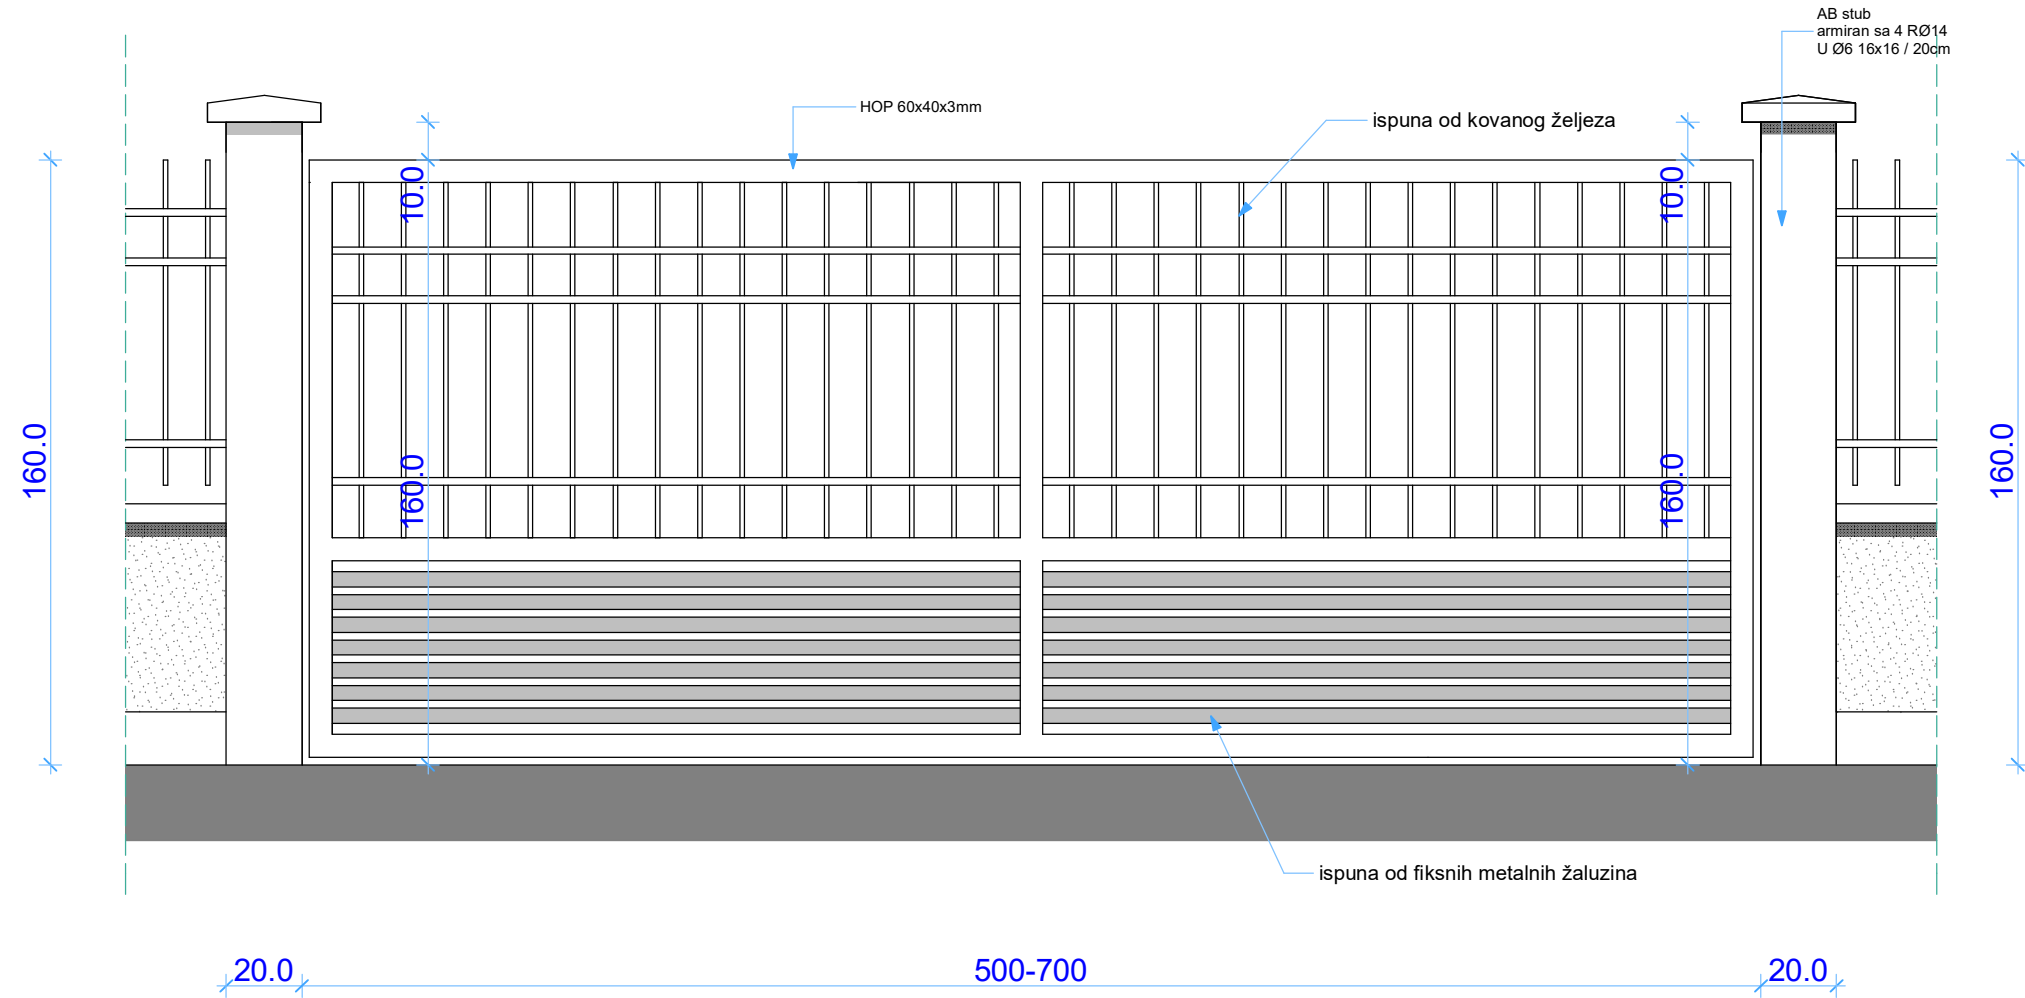 AB stub
armiran sa 4 RØ14
U Ø6 16x16 / 20cm
HOP 60x40x3mm
ispuna od kovanog željeza
10.0
10.0
160.0
160.0
160.0
160.0
ispuna od fiksnih metalnih žaluzina
20.0
500-700
20.0